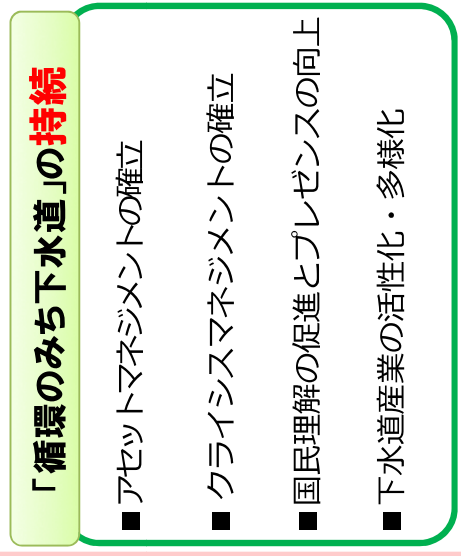 「循環のみち下水道」の持続
■アセットマネジメントの確立
■クライシスマネジメントの確立
■国民理解の促進とプレゼンスの向上
■下水道産業の活性化・多様化